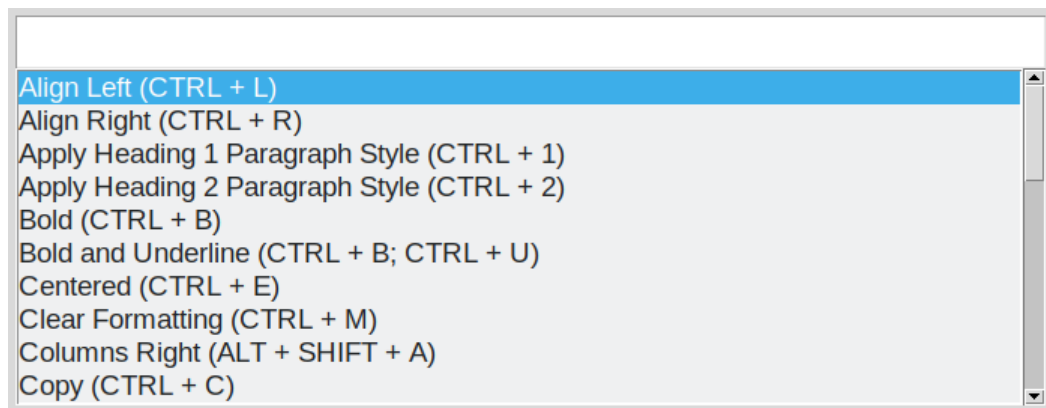 Align Left (CTRL + L)
Align Right (CTRL + R)
Apply Heading 1 Paragraph Style (CTRL + 1)
Apply Heading 2 Paragraph Style (CTRL + 2)
Bold (CTRL + B)
Bold and Underline (CTRL + B; CTRL + U)
Centered (CTRL + E)
Clear Formatting (CTRL + M)
Columns Right (ALT + SHIFT + A)
Copy (CTRL + C)